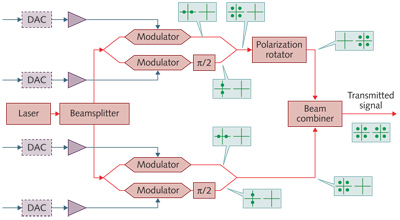 DAC
Modulator
DAC
Modulator
π/2
Polarization
rotator
Laser
Beamsplitter
Beam
combiner
Transmitted
signal
DAC
Modulator
DAC
Modulator
π/2